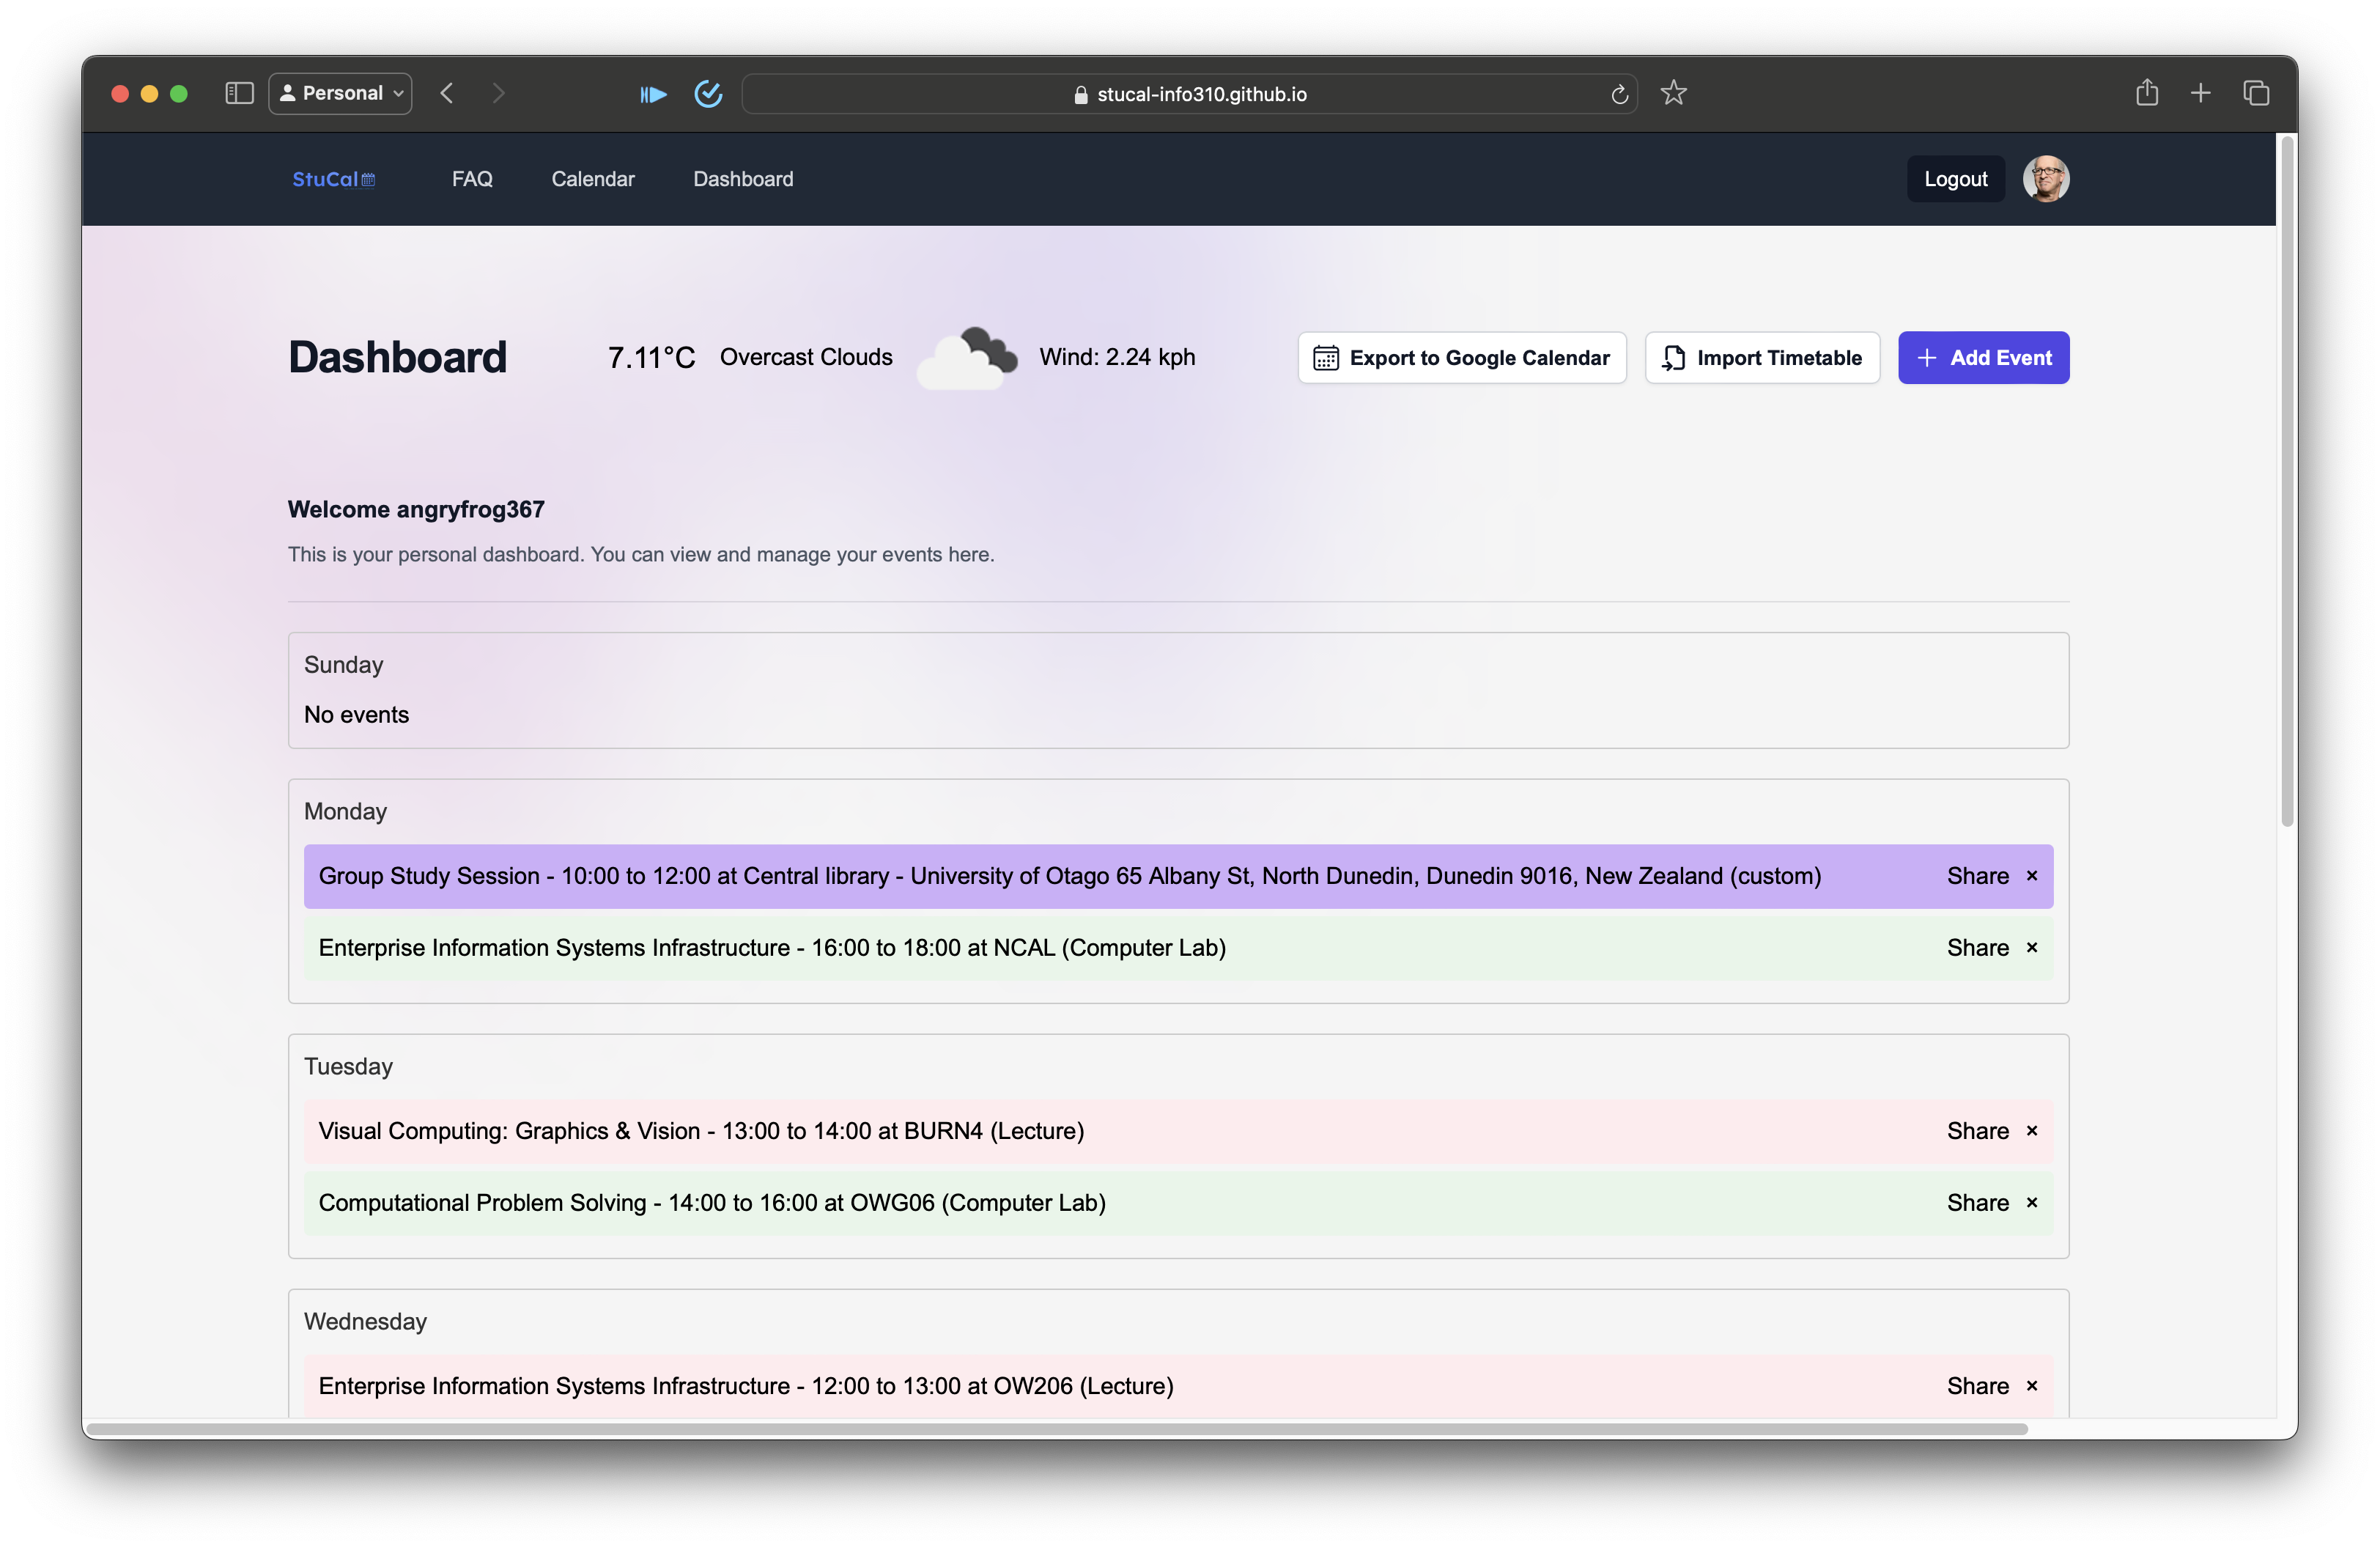 Personal
stucal-info310.github.io
StuCal FAQ Calendar Dashboard Logout
Dashboard 7.11°C Overcast Clouds Wind: 2.24 kph Export to Google Calendar Import Timetable Add Event
Welcome angryfrog367
This is your personal dashboard. You can view and manage your events here.
Sunday
No events
Monday
Group Study Session - 10:00 to 12:00 at Central library - University of Otago 65 Albany St, North Dunedin, Dunedin 9016, New Zealand (custom) Share ×
Enterprise Information Systems Infrastructure - 16:00 to 18:00 at NCAL (Computer Lab) Share ×
Tuesday
Visual Computing: Graphics & Vision - 13:00 to 14:00 at BURN4 (Lecture) Share ×
Computational Problem Solving - 14:00 to 16:00 at OWG06 (Computer Lab) Share ×
Wednesday
Enterprise Information Systems Infrastructure - 12:00 to 13:00 at OW206 (Lecture) Share ×